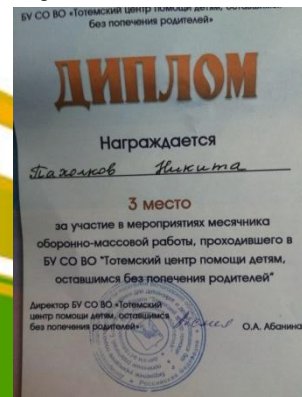 БУ СО ВО «Тотемский центр помощи детям, оставшимся
без попечения родителей»
ДИПЛОМ
Награждается
Пахолков Никита
3 место
за участие в мероприятиях месячника
оборонно-массовой работы, проходившего в
БУ СО ВО "Тотемский центр помощи детям,
оставшимся без попечения родителей"
Директор БУ СО ВО «Тотемский
центр помощи детям, оставшимся
без попечения родителей»
О.А. Абанина